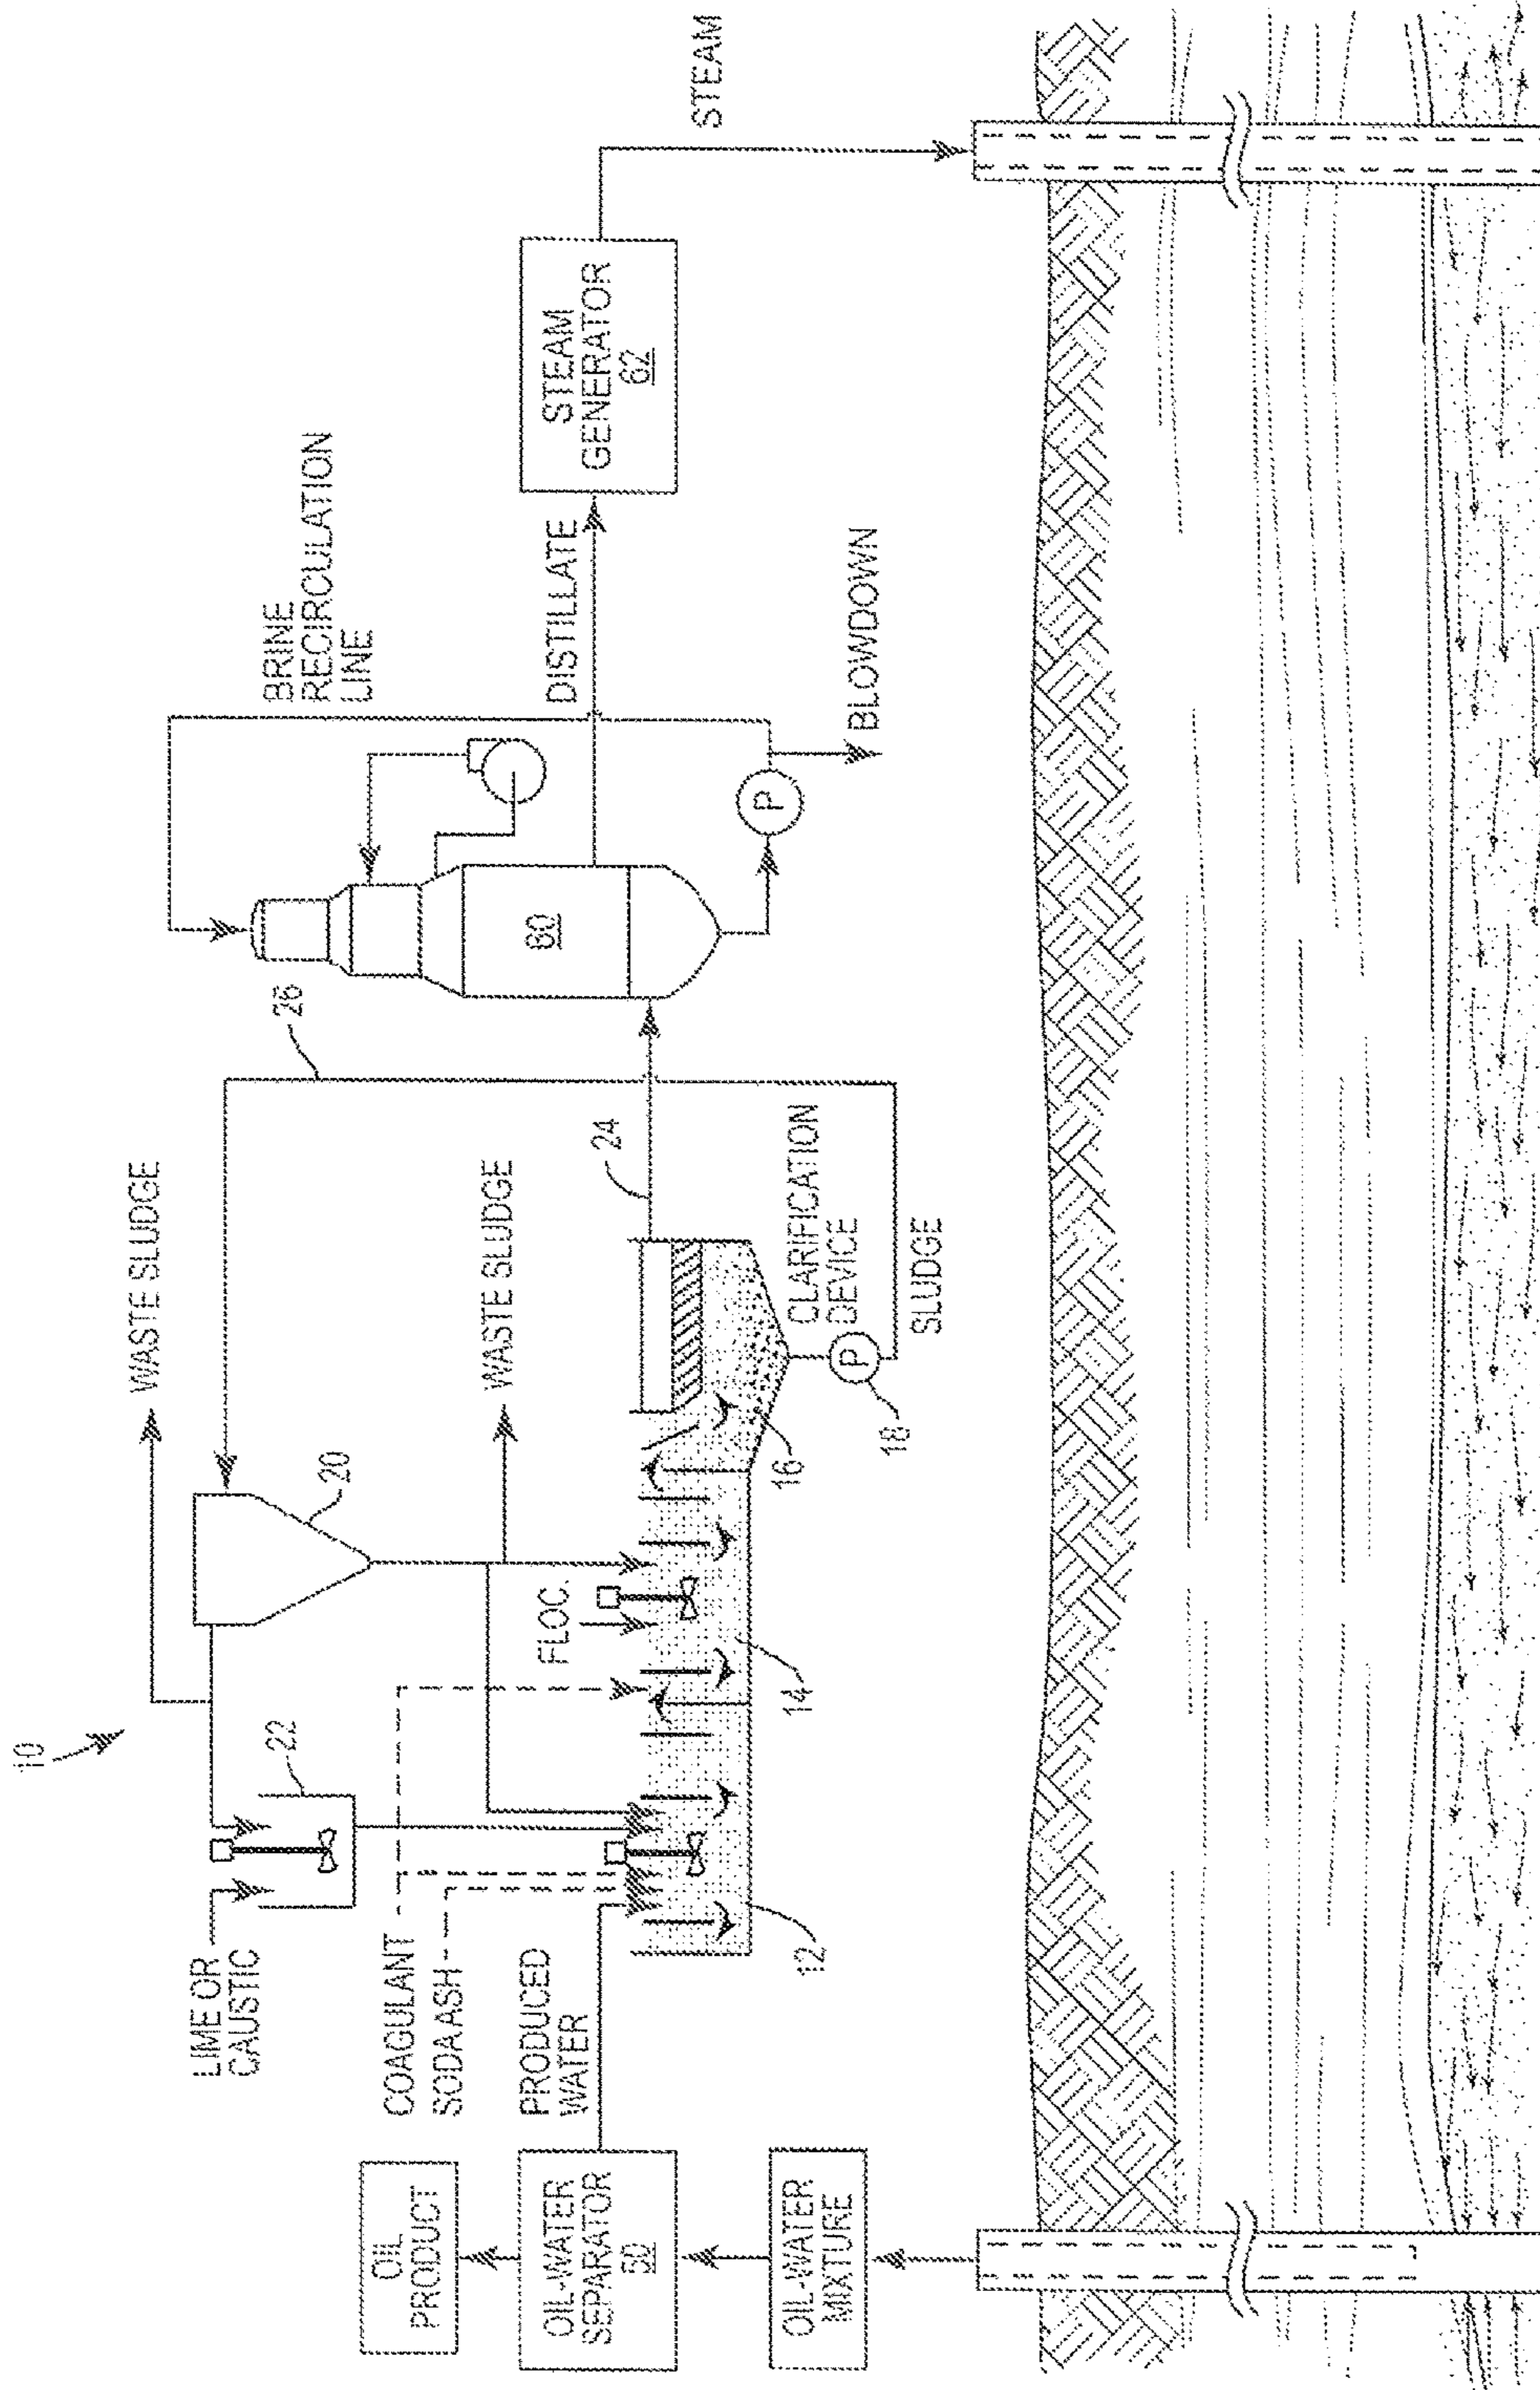 10
WASTE SLUDGE
26
BRINE
RECIRCULATION
LINE
LIME OR
CAUSTIC
22
20
WASTE SLUDGE
OIL
PRODUCT
COAGULANT
SODA ASH
PRODUCED
WATER
FLOC.
24
60
DISTILLATE
STEAM
GENERATOR
62
STEAM
OIL-WATER
SEPARATOR
50
12
14
16
CLARIFICATION
DEVICE
P
18
SLUDGE
P
BLOWDOWN
OIL-WATER
MIXTURE